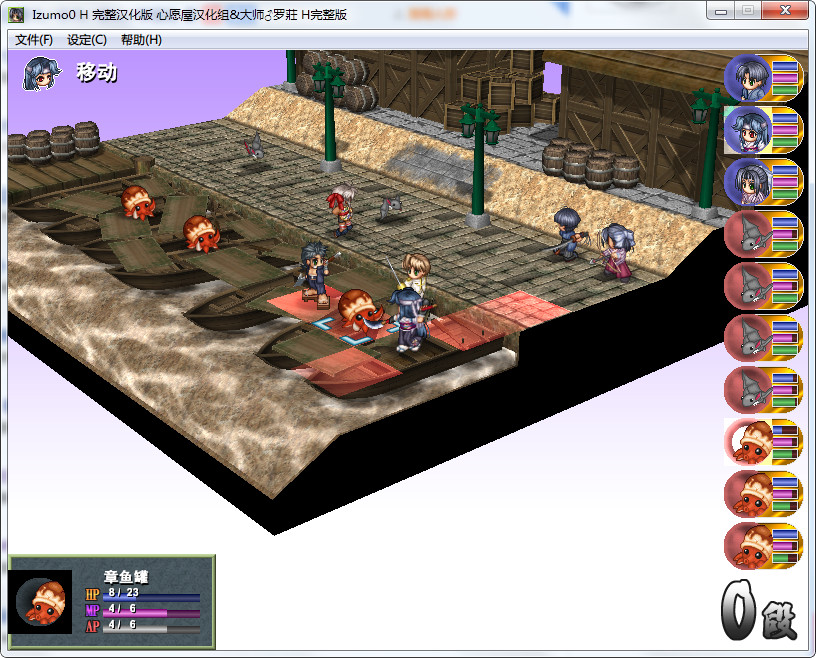 Izumo0 H 完整汉化版 心愿屋汉化组&大师♂罗莊 H完整版
文件(F) 设定(C) 帮助(H)
移动
章鱼罐
HP 8/ 23
MP 4/ 6
AP 4/ 6
0段